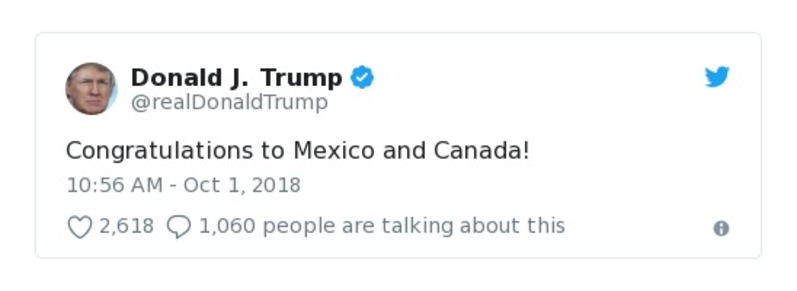 Donald J. Trump
@realDonaldTrump
Congratulations to Mexico and Canada!
10:56 AM - Oct 1, 2018
2,618 1,060 people are talking about this